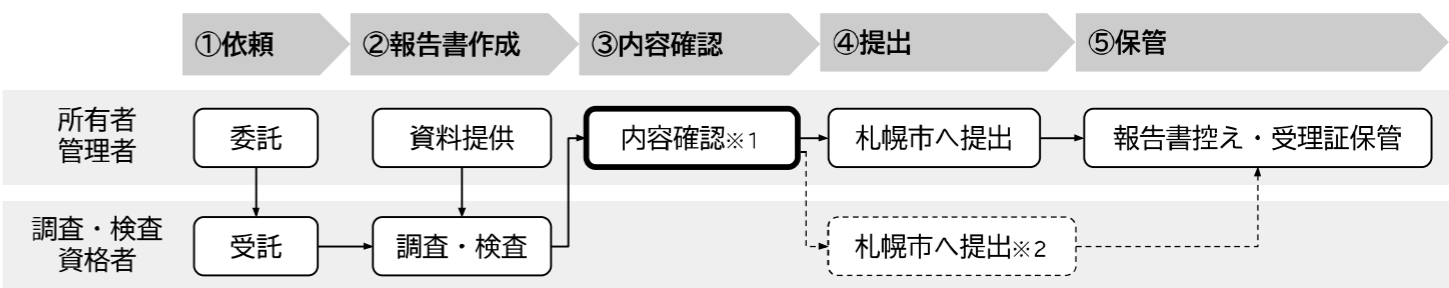 ①依頼
②報告書作成
③内容確認
④提出
⑤保管
所有者
管理者
委託
資料提供
内容確認※1
札幌市へ提出
報告書控え・受理証保管
調査・検査
資格者
受託
調査・検査
札幌市へ提出※2